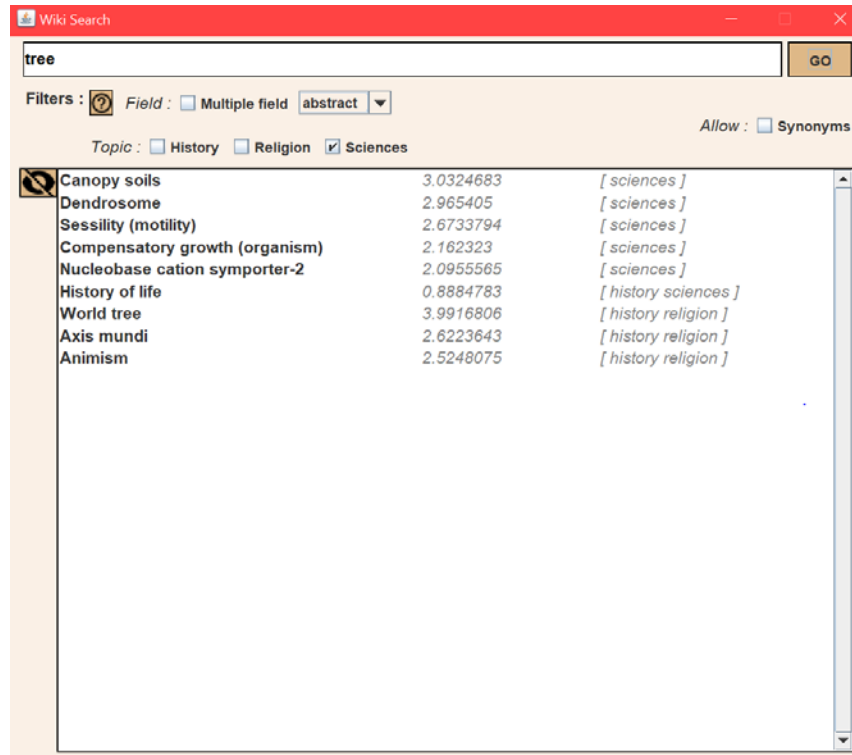 Wiki Search
tree GO
Filters : Field : Multiple field abstract
Allow : Synonyms
Topic : History Religion Sciences
Canopy soils 3.0324683 [ sciences ]
Dendrosome 2.965405 [ sciences ]
Sessility (motility) 2.6733794 [ sciences ]
Compensatory growth (organism) 2.162323 [ sciences ]
Nucleobase cation symporter-2 2.0955565 [ sciences ]
History of life 0.8884783 [ history sciences ]
World tree 3.9916806 [ history religion ]
Axis mundi 2.6223643 [ history religion ]
Animism 2.5248075 [ history religion ]